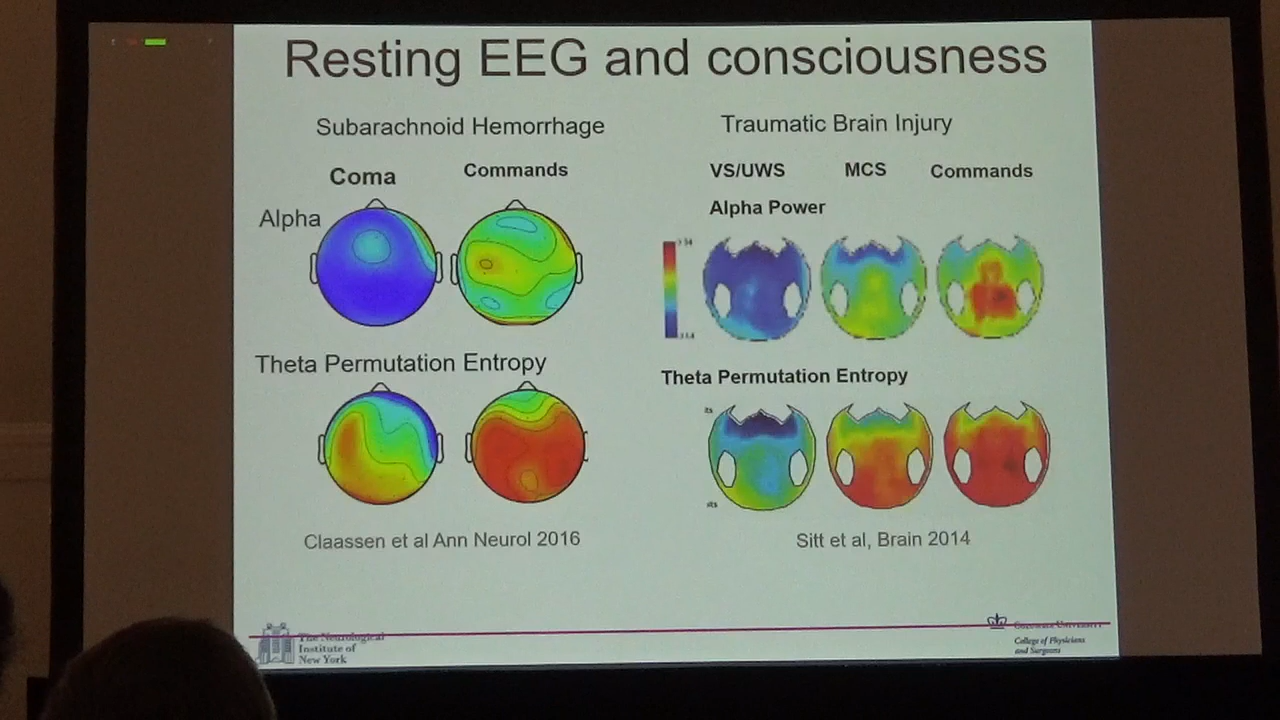 Resting EEG and consciousness
Subarachnoid Hemorrhage
Coma
Commands
Alpha
Theta Permutation Entropy
Claassen et al Ann Neurol 2016
Traumatic Brain Injury
VS/UWS
MCS
Commands
Alpha Power
Theta Permutation Entropy
Sitt et al, Brain 2014
The Neurological
Institute of
New York
College of Physicians
and Surgeons